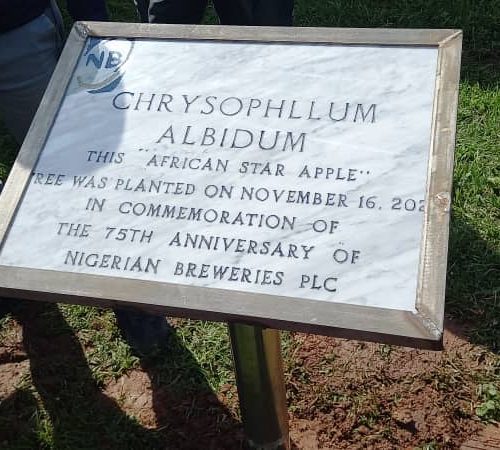 NB
CHRYSOPHLLUM
ALBIDUM
THIS "AFRICAN STAR APPLE"
REE WAS PLANTED ON NOVEMBER 16, 202
IN COMMEMORATION OF
THE 75TH ANNIVERSARY OF
NIGERIAN BREWERIES PLC